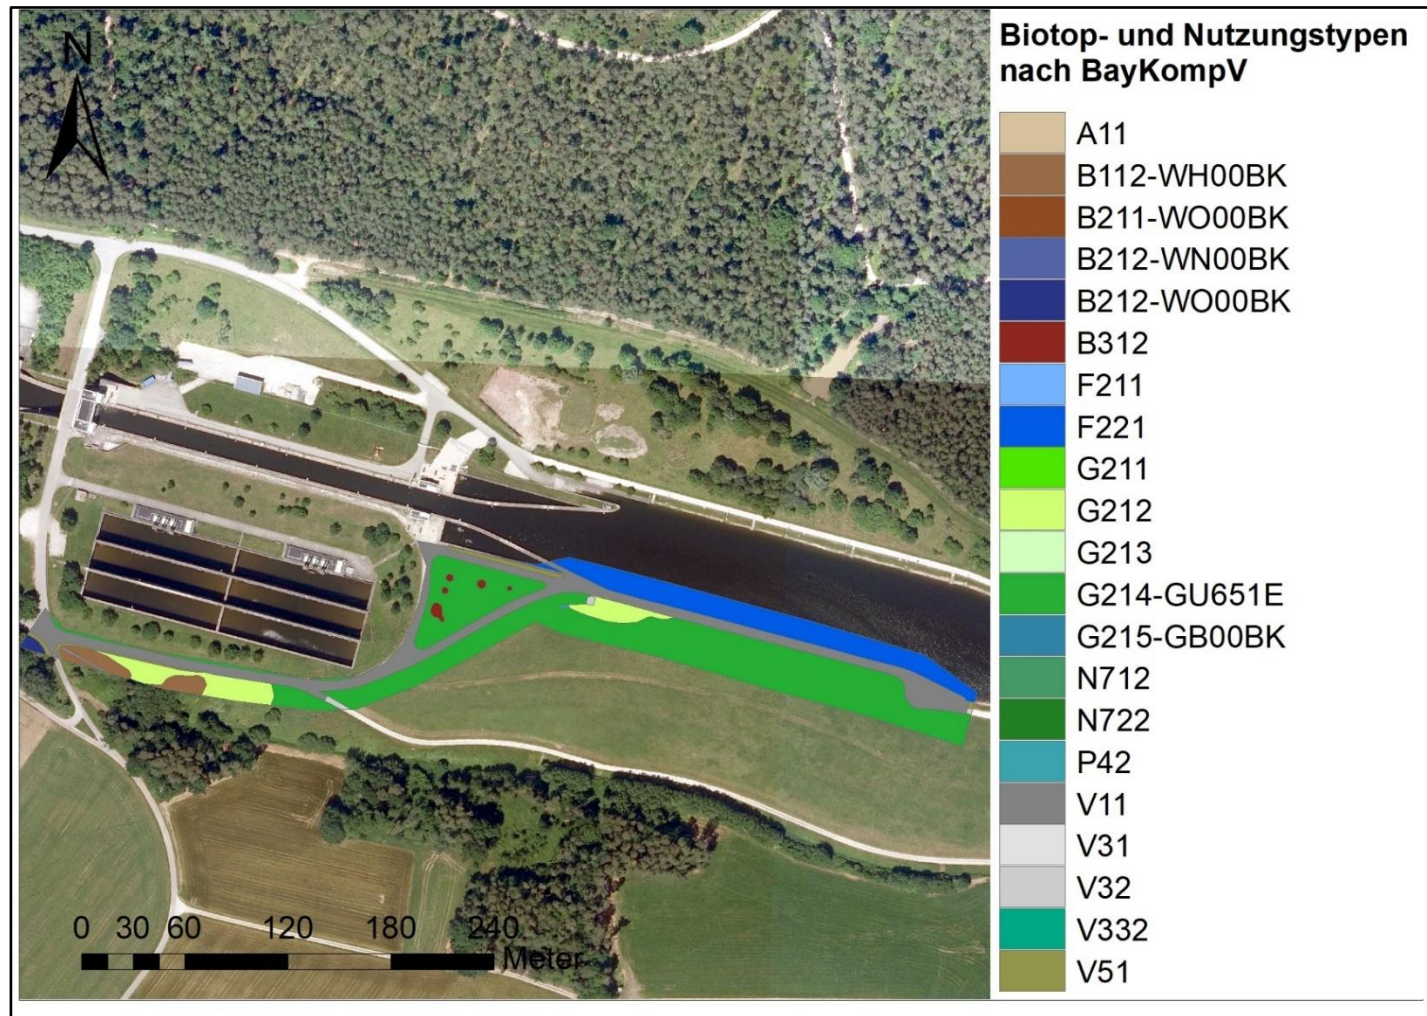 N
Biotop- und Nutzungstypen
nach BayKompV
A11
B112-WH00BK
B211-WO00BK
B212-WN00BK
B212-WO00BK
B312
F211
F221
G211
G212
G213
G214-GU651E
G215-GB00BK
N712
N722
P42
V11
V31
V32
V332
V51
0 30 60 120 180 240
Meter